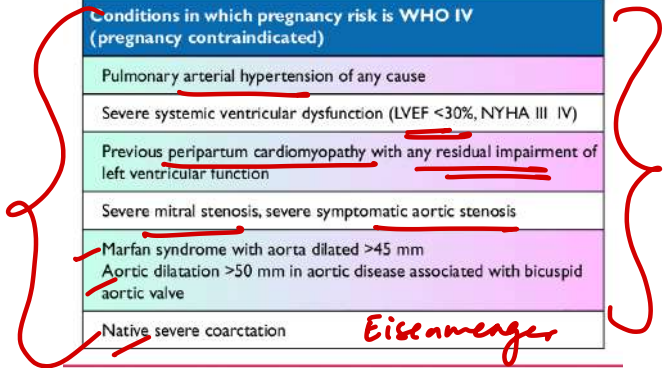 Conditions in which pregnancy risk is WHO IV
(pregnancy contraindicated)
Pulmonary arterial hypertension of any cause
Severe systemic ventricular dysfunction (LVEF <30%, NYHA III IV)
Previous peripartum cardiomyopathy with any residual impairment of
left ventricular function
Severe mitral stenosis, severe symptomatic aortic stenosis
Marfan syndrome with aorta dilated >45 mm
Aortic dilatation >50 mm in aortic disease associated with bicuspid
aortic valve
Native severe coarctation Eisenmenger